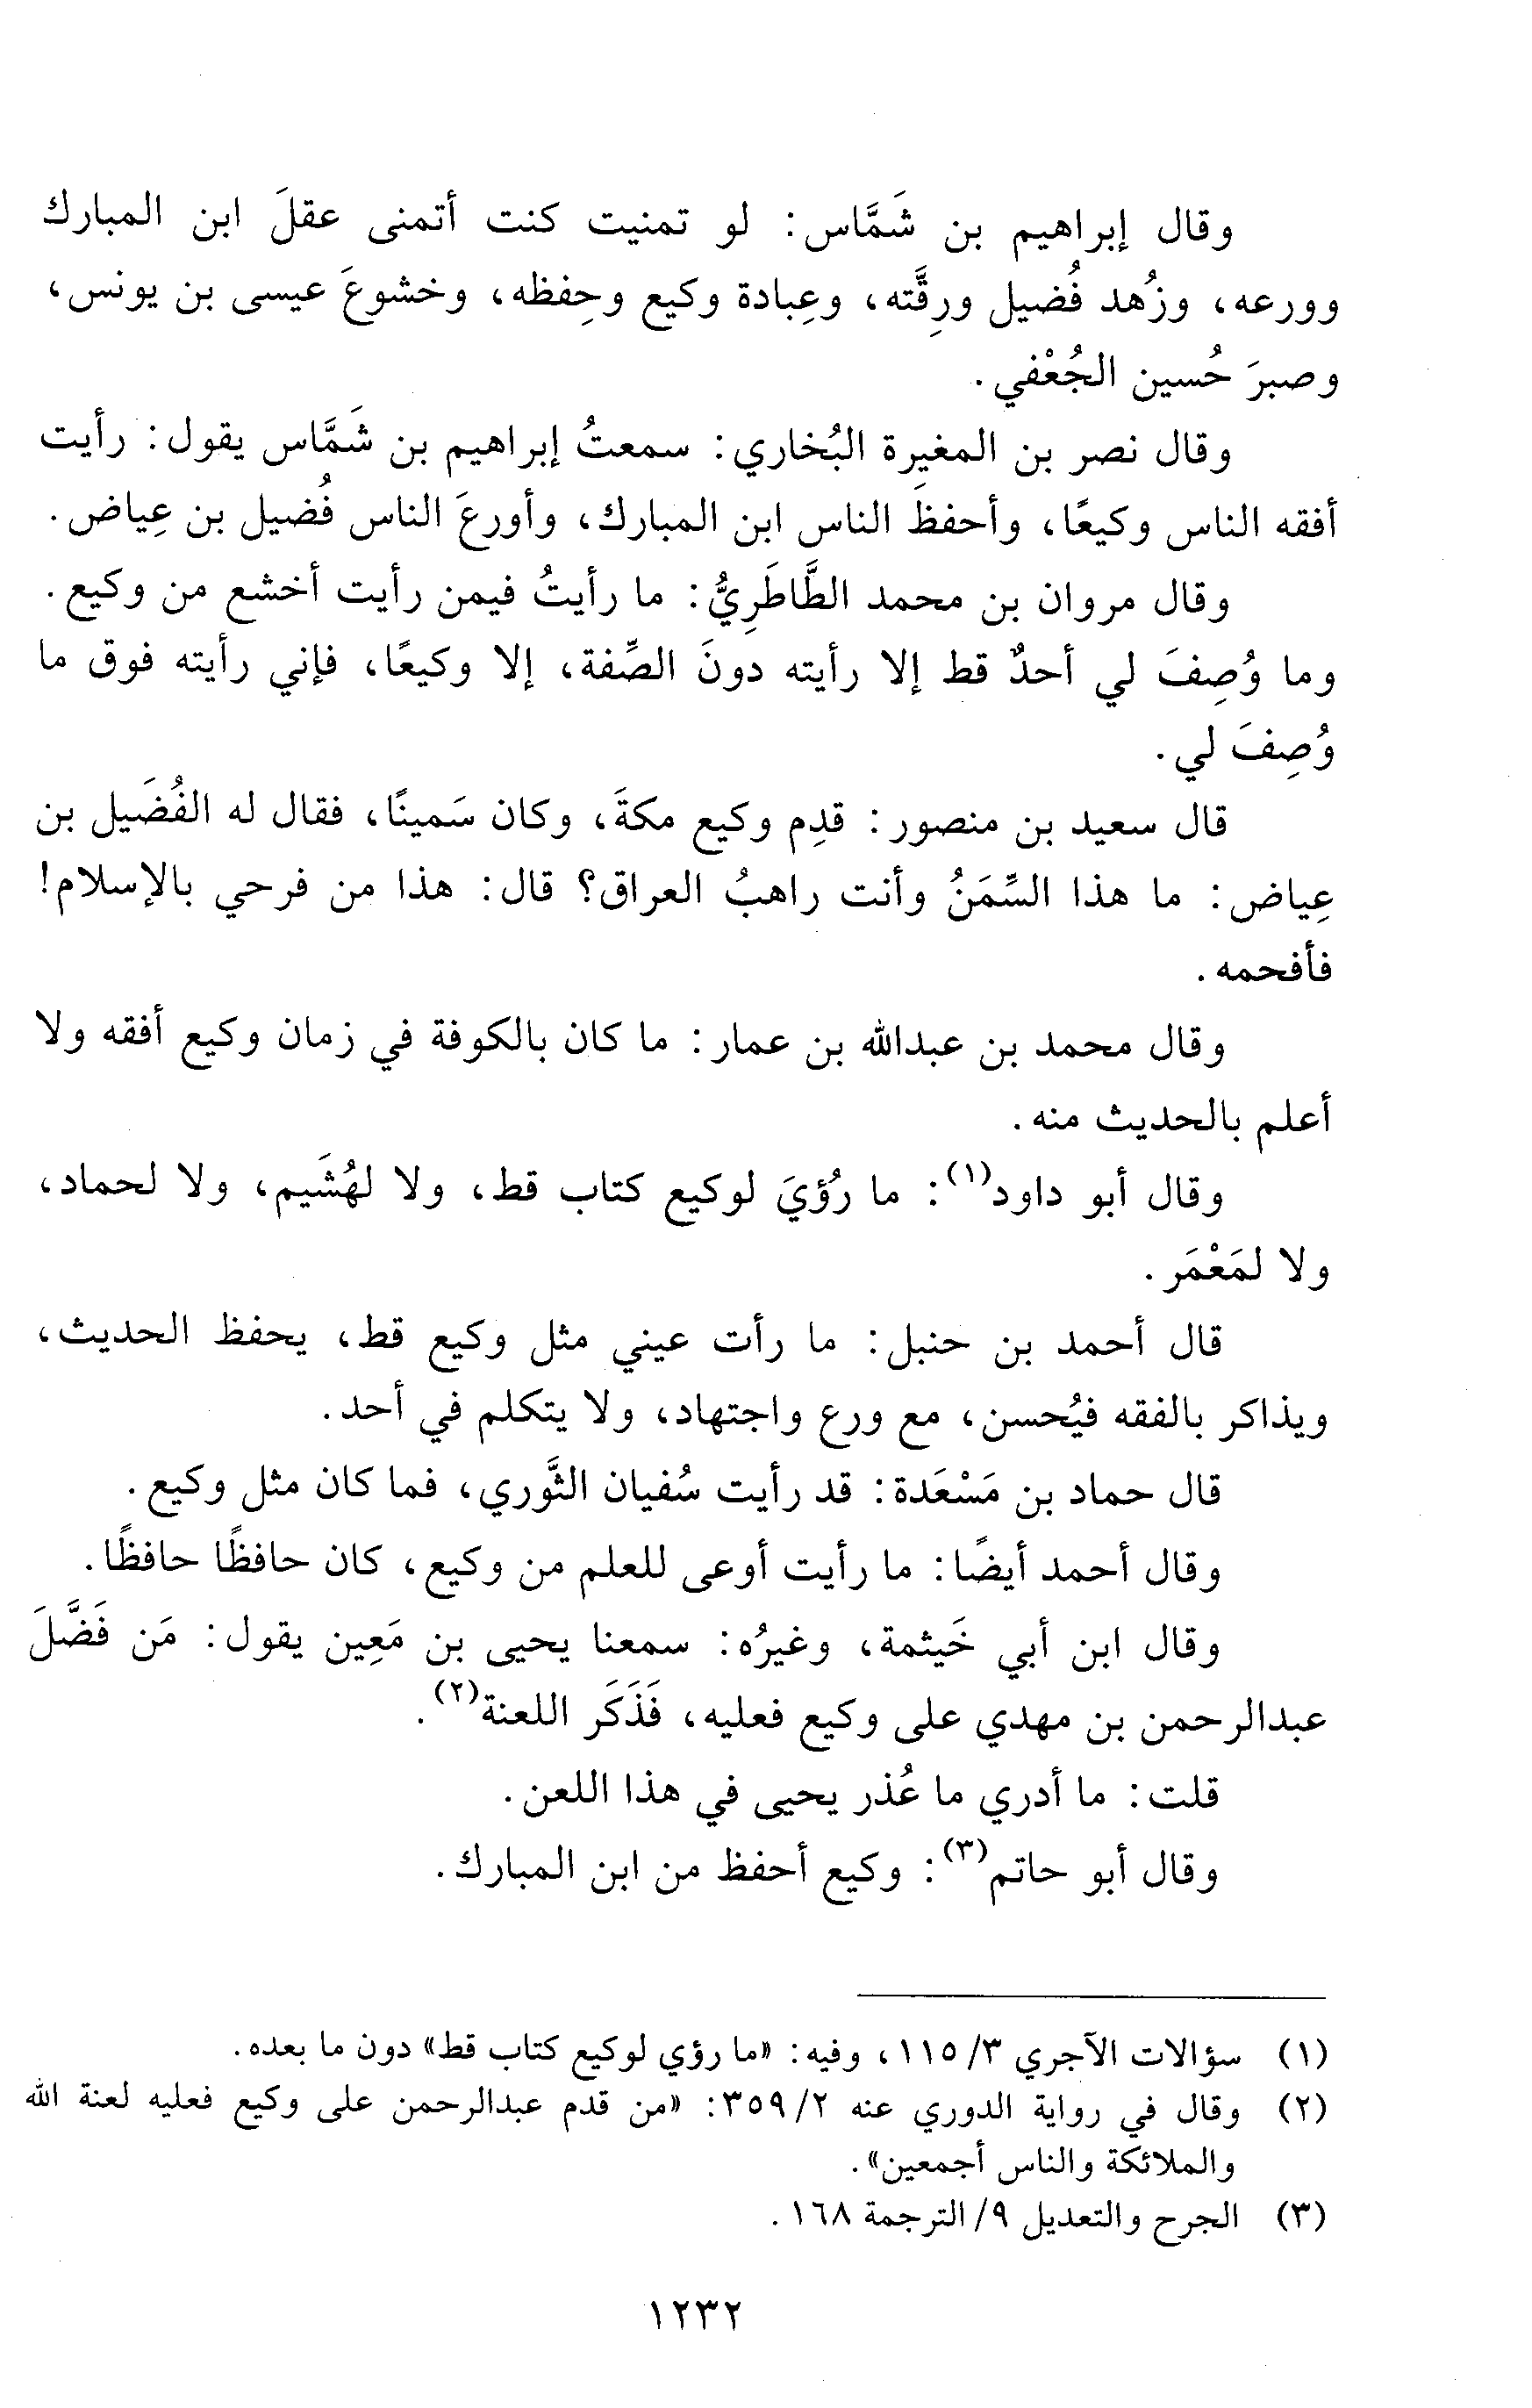 وقال إبراهيم بن شَمَّاس: لو تمنيت كنت أتمنى عقلَ ابن المبارك
وورعه، وزُهد فُضيل ورِقَّته، وعِبادة وكيع وحِفظه، وخشوعَ عيسى بن يونس،
وصبرَ حُسين الجُعْفي.
وقال نصر بن المغيرة البُخاري: سمعتُ إبراهيم بن شَمَّاس يقول: رأيت
أفقه الناس وكيعًا، وأحفظَ الناس ابن المبارك، وأورعَ الناس فُضيل بن عِياض.
وقال مروان بن محمد الطَّاطَرِيُّ: ما رأيتُ فيمن رأيت أخشع من وكيع.
وما وُصِفَ لي أحدٌ قط إلا رأيته دونَ الصِّفة، إلا وكيعًا، فإني رأيته فوق ما
وُصِفَ لي.
قال سعيد بن منصور: قدِم وكيع مكةَ، وكان سَمينًا، فقال له الفُضَيل بن
عِياض: ما هذا السِّمَنُ وأنت راهبُ العراق؟ قال: هذا من فرحي بالإسلام!
فأفحمه.
وقال محمد بن عبدالله بن عمار: ما كان بالكوفة في زمان وكيع أفقه ولا
أعلم بالحديث منه.
وقال أبو داود(١): ما رُؤيَ لوكيع كتاب قط، ولا لهُشَيم، ولا لحماد،
ولا لمَعْمَر.
قال أحمد بن حنبل: ما رأت عيني مثل وكيع قط، يحفظ الحديث،
ويذاكر بالفقه فيُحسن، مع ورع واجتهاد، ولا يتكلم في أحد.
قال حماد بن مَسْعَدة: قد رأيت سُفيان الثَّوري، فما كان مثل وكيع.
وقال أحمد أيضًا: ما رأيت أوعى للعلم من وكيع، كان حافظًا حافظًا.
وقال ابن أبي خَيثمة، وغيرُه: سمعنا يحيى بن مَعِين يقول: مَن فَضَّلَ
عبدالرحمن بن مهدي على وكيع فعليه، فَذَكَر اللعنة(٢).
قلت: ما أدري ما عُذر يحيى في هذا اللعن.
وقال أبو حاتم(٣): وكيع أحفظ من ابن المبارك.
(١) سؤالات الآجري ٣/ ١١٥، وفيه: «ما رؤي لوكيع كتاب قط» دون ما بعده.
(٢) وقال في رواية الدوري عنه ٢/ ٣٥٩: «من قدم عبدالرحمن على وكيع فعليه لعنة الله
والملائكة والناس أجمعين».
(٣) الجرح والتعديل ٩/ الترجمة ١٦٨.
١٢٣٢